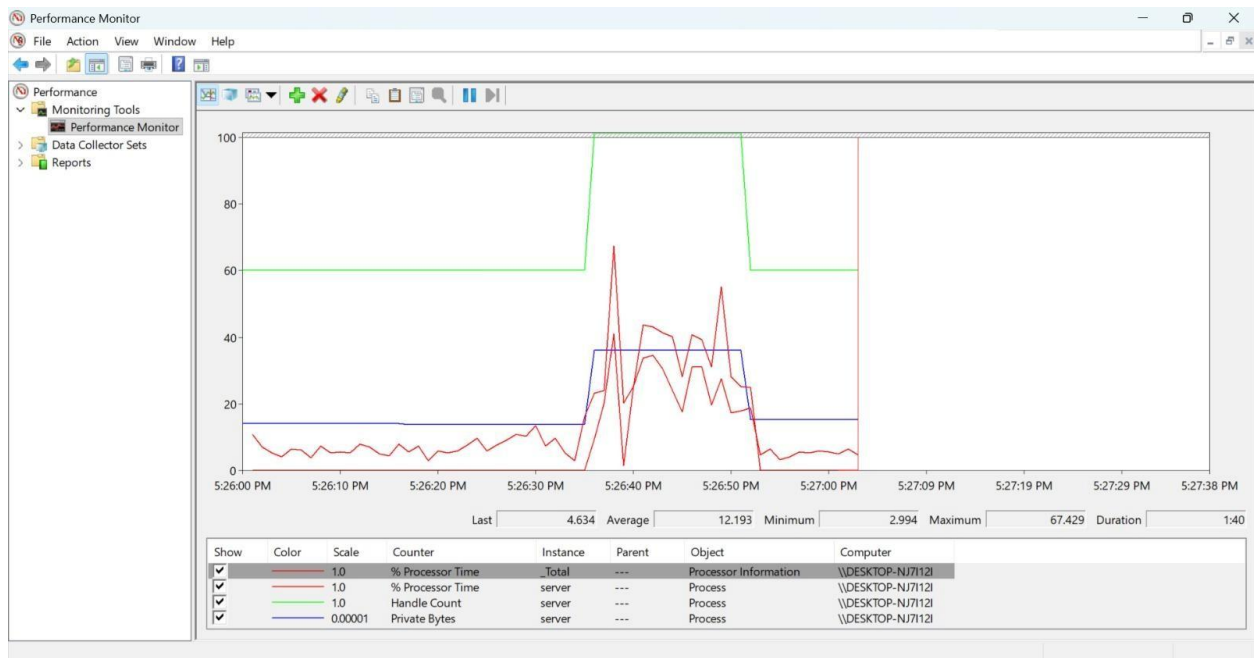 Performance Monitor
File Action View Window Help
Performance
Monitoring Tools
Performance Monitor
Data Collector Sets
Reports
100
80
60
40
20
0
5:26:00 PM 5:26:10 PM 5:26:20 PM 5:26:30 PM 5:26:40 PM 5:26:50 PM 5:27:00 PM 5:27:09 PM 5:27:19 PM 5:27:29 PM 5:27:38 PM
Last 4.634 Average 12.193 Minimum 2.994 Maximum 67.429 Duration 1:40
Show Color Scale Counter Instance Parent Object Computer
1.0 % Processor Time _Total --- Processor Information \\DESKTOP-NJ7I12I
1.0 % Processor Time server --- Process \\DESKTOP-NJ7I12I
1.0 Handle Count server --- Process \\DESKTOP-NJ7I12I
0.00001 Private Bytes server --- Process \\DESKTOP-NJ7I12I